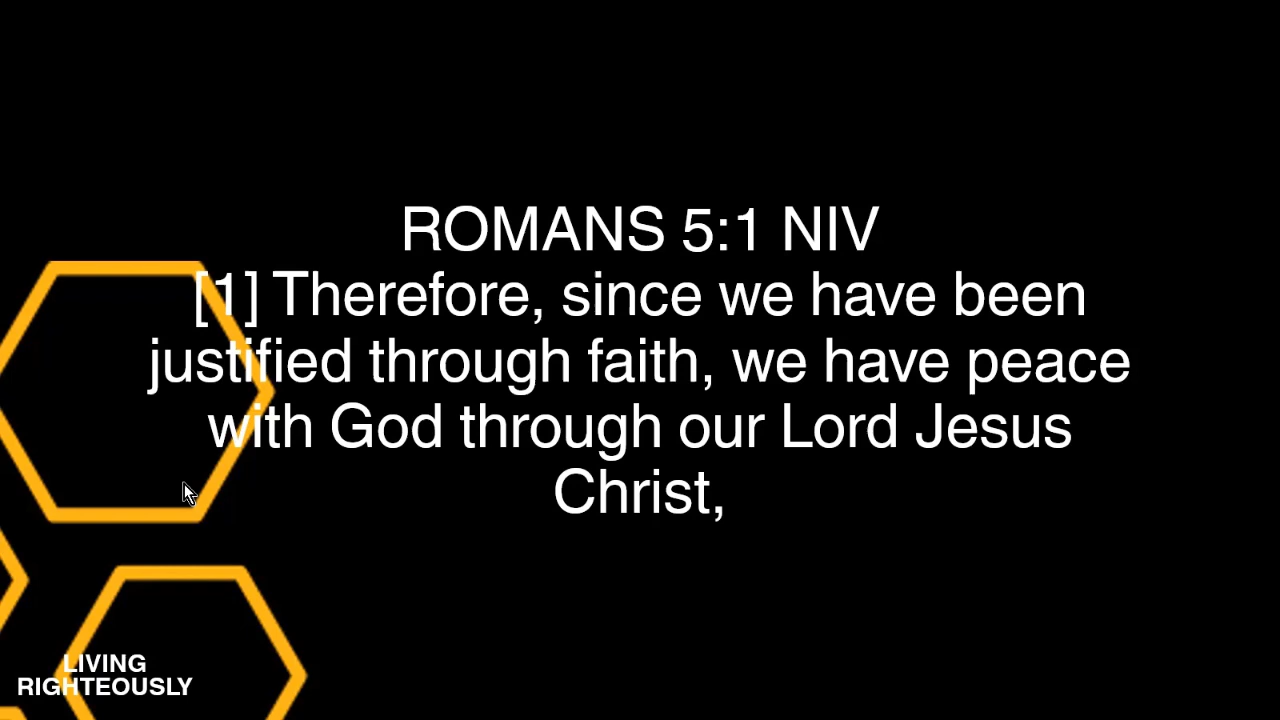 ROMANS 5:1 NIV
[1] Therefore, since we have been
justified through faith, we have peace
with God through our Lord Jesus
Christ,
LIVING
RIGHTEOUSLY